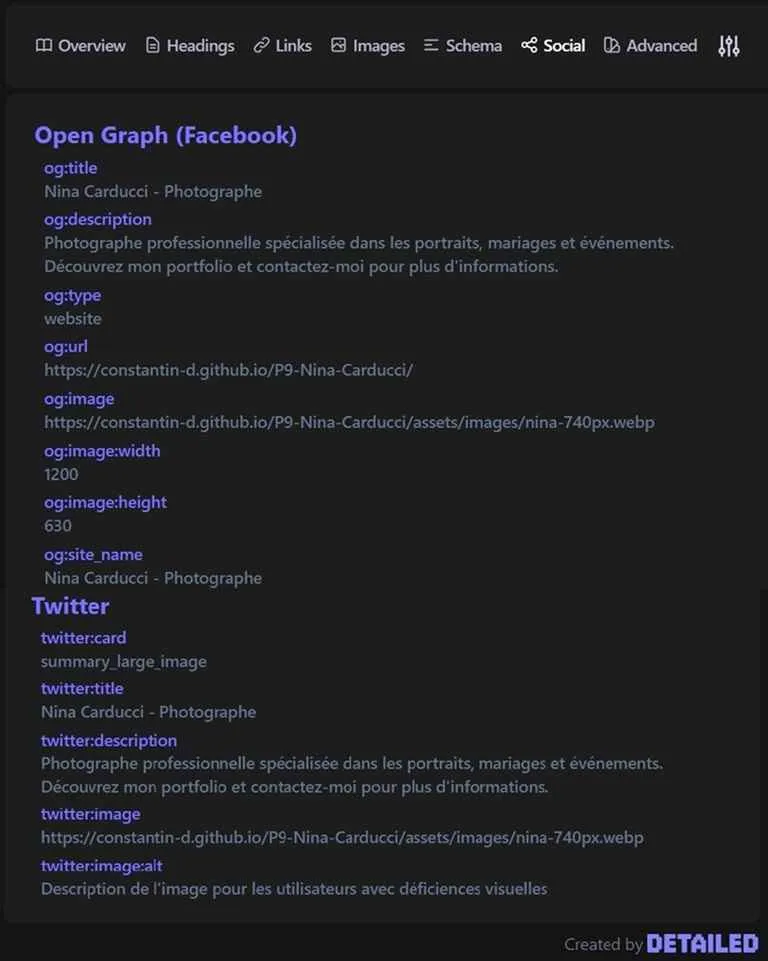 Overview Headings Links Images Schema Social Advanced
Open Graph (Facebook)
og:title
Nina Carducci - Photographe
og:description
Photographe professionnelle spécialisée dans les portraits, mariages et événements.
Découvrez mon portfolio et contactez-moi pour plus d'informations.
og:type
website
og:url
https://constantin-d.github.io/P9-Nina-Carducci/
og:image
https://constantin-d.github.io/P9-Nina-Carducci/assets/images/nina-740px.webp
og:image:width
1200
og:image:height
630
og:site_name
Nina Carducci - Photographe
Twitter
twitter:card
summary_large_image
twitter:title
Nina Carducci - Photographe
twitter:description
Photographe professionnelle spécialisée dans les portraits, mariages et événements.
Découvrez mon portfolio et contactez-moi pour plus d'informations.
twitter:image
https://constantin-d.github.io/P9-Nina-Carducci/assets/images/nina-740px.webp
twitter:image:alt
Description de l'image pour les utilisateurs avec déficiences visuelles
Created by DETAILED